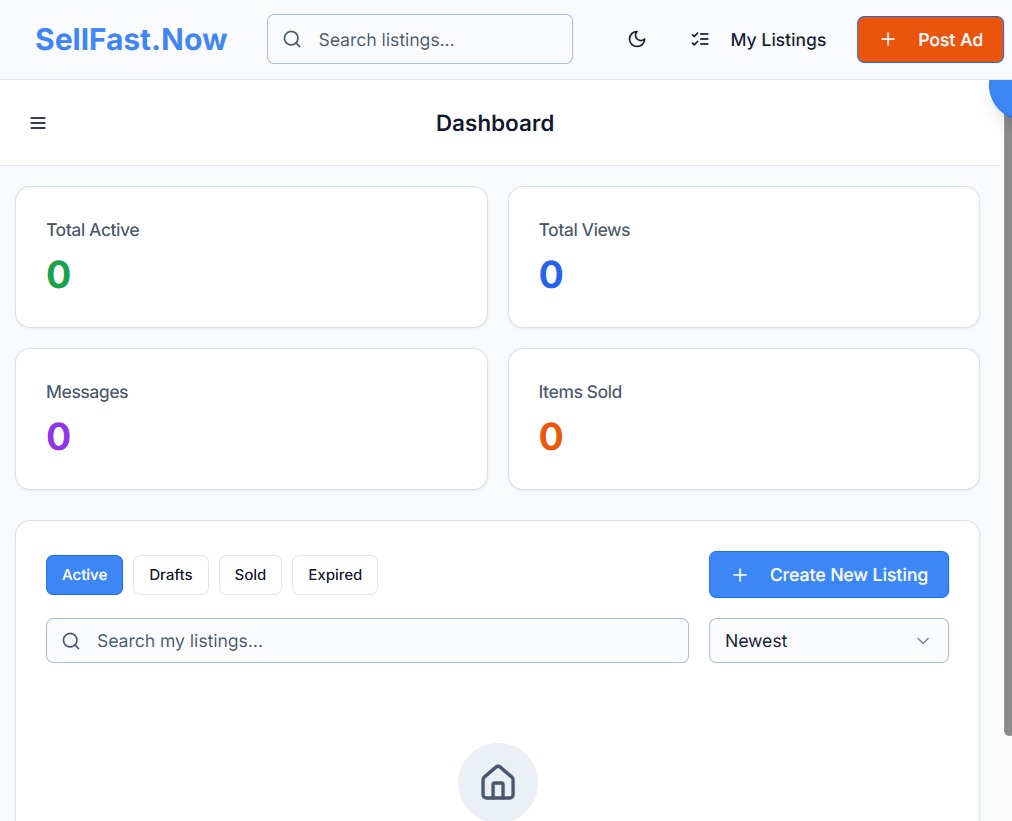 SellFast.Now
Search listings...
My Listings
Post Ad
Dashboard
Total Active
0
Total Views
0
Messages
0
Items Sold
0
Active
Drafts
Sold
Expired
Create New Listing
Search my listings...
Newest